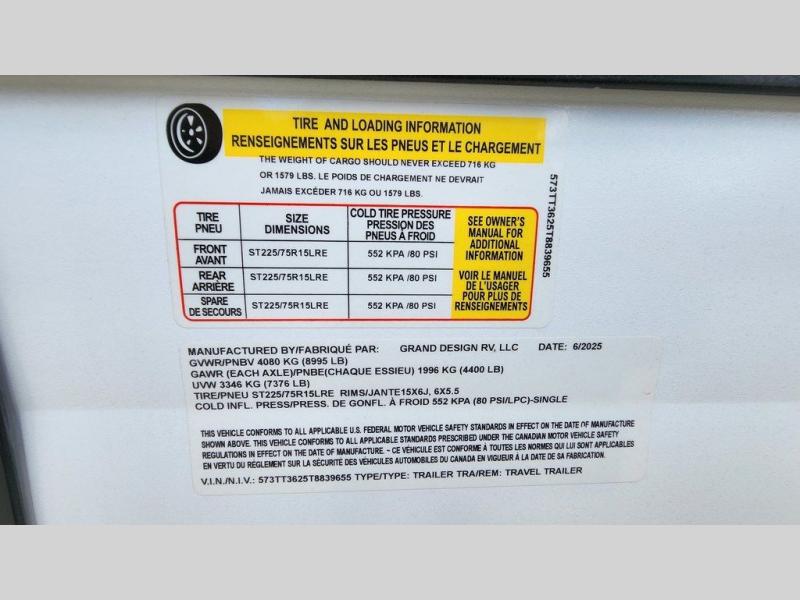 TIRE AND LOADING INFORMATION
RENSEIGNEMENTS SUR LES PNEUS ET LE CHARGEMENT
THE WEIGHT OF CARGO SHOULD NEVER EXCEED 716 KG
OR 1579 LBS. LE POIDS DE CHARGEMENT NE DEVRAIT
JAMAIS EXCÉDER 716 KG OU 1579 LBS.
TIRE PNEU
SIZE DIMENSIONS
COLD TIRE PRESSURE
PRESSION DES
PNEUS À FROID
FRONT AVANT ST225/75R15LRE 552 KPA /80 PSI
REAR ARRIÈRE ST225/75R15LRE 552 KPA /80 PSI
SPARE DE SECOURS ST225/75R15LRE 552 KPA /80 PSI
SEE OWNER'S
MANUAL FOR
ADDITIONAL
INFORMATION
VOIR LE MANUEL
DE L'USAGER
POUR PLUS DE
RENSEIGNEMENTS
573TT3625T8839655
MANUFACTURED BY/FABRIQUÉ PAR: GRAND DESIGN RV, LLC DATE: 6/2025
GVWR/PNBV 4080 KG (8995 LB)
GAWR (EACH AXLE)/PNBE(CHAQUE ESSIEU) 1996 KG (4400 LB)
UVW 3346 KG (7376 LB)
TIRE/PNEU ST225/75R15LRE RIMS/JANTE15X6J, 6X5.5
COLD INFL. PRESS/PRESS. DE GONFL. À FROID 552 KPA (80 PSI/LPC)-SINGLE
THIS VEHICLE CONFORMS TO ALL APPLICABLE U.S. FEDERAL MOTOR VEHICLE SAFETY STANDARDS IN EFFECT ON THE DATE OF MANUFACTURE
SHOWN ABOVE. THIS VEHICLE CONFORMS TO ALL APPLICABLE STANDARDS PRESCRIBED UNDER THE CANADIAN MOTOR VEHICLE SAFETY
REGULATIONS IN EFFECT ON THE DATE OF MANUFACTURE. - CE VÉHICULE EST CONFORME À TOUTES LES NORMES QUI LUI SONT APPLICABLES
EN VERTU DU RÈGLEMENT SUR LA SÉCURITÉ DES VÉHICULES AUTOMOBILES DU CANADA EN VIGUEUR À LA DATE DE SA FABRICATION.
V.I.N./N.I.V.: 573TT3625T8839655 TYPE/TYPE: TRAILER TRA/REM: TRAVEL TRAILER